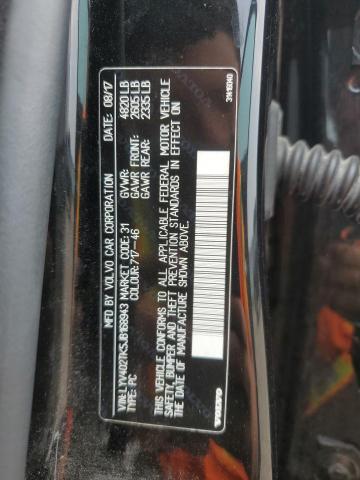 MFD BY VOLVO CAR CORPORATION 08/17
GVWR: 4820 LB
GAWR FRONT: 2605 LB
GAWR REAR: 2335 LB
VIN: LYV402TK5JB168943 MARKET CODE: 31
TYPE: PC COLOUR: 717-46
THIS VEHICLE CONFORMS TO ALL APPLICABLE FEDERAL MOTOR VEHICLE
SAFETY, BUMPER AND THEFT PREVENTION STANDARDS IN EFFECT ON
THE DATE OF MANUFACTURE SHOWN ABOVE.
VOLVO